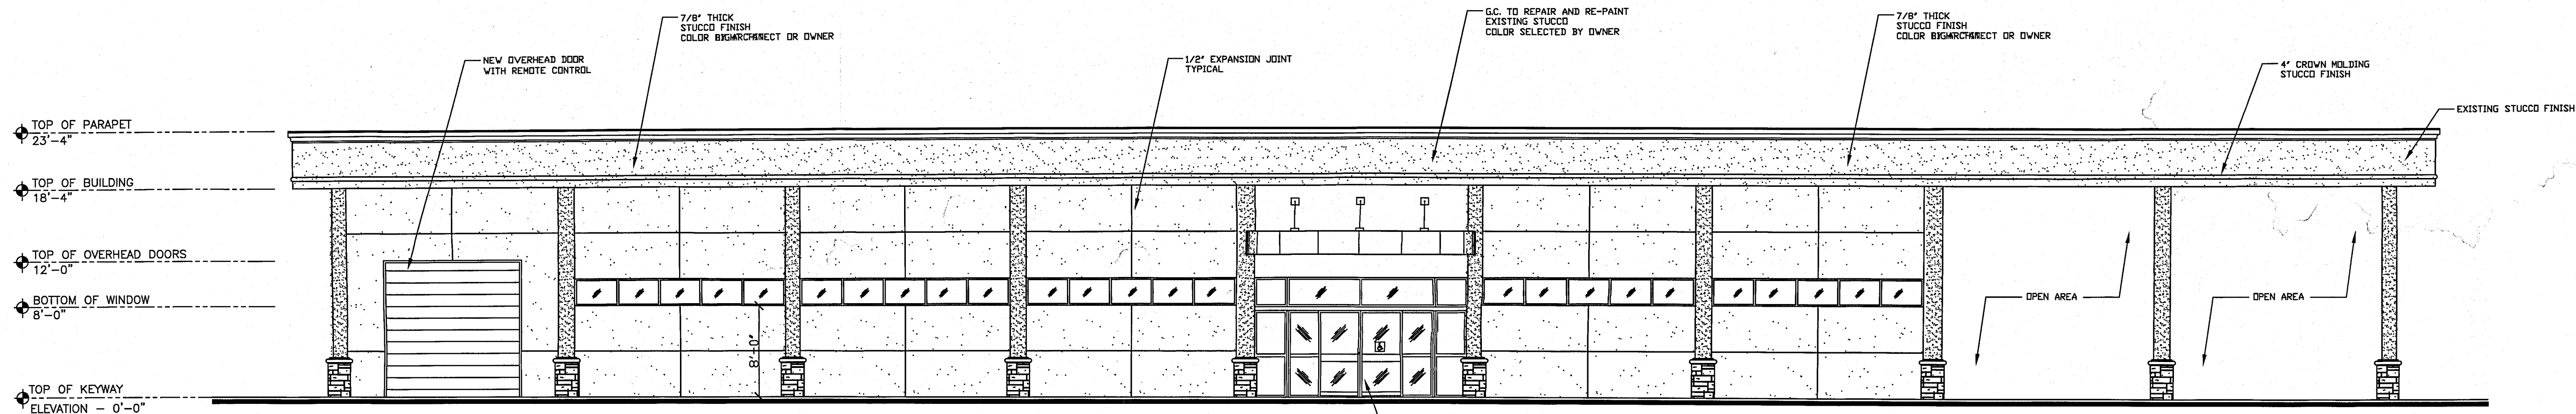 7/8" THICK
STUCCO FINISH
COLOR OR OWNER
G.C. TO REPAIR AND RE-PAINT
EXISTING STUCCO
COLOR SELECTED BY OWNER
7/8" THICK
STUCCO FINISH
COLOR OR OWNER
NEW OVERHEAD DOOR
WITH REMOTE CONTROL
1/2" EXPANSION JOINT
TYPICAL
4" CROWN MOLDING
STUCCO FINISH
EXISTING STUCCO FINISH
TOP OF PARAPET
23'-4"
TOP OF BUILDING
18'-4"
TOP OF OVERHEAD DOORS
12'-0"
BOTTOM OF WINDOW
8'-0"
OPEN AREA
OPEN AREA
8'-0"
TOP OF KEYWAY
ELEVATION - 0'-0"